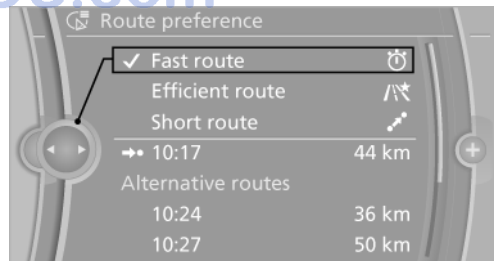 Route preference
Fast route
Efficient route
Short route
10:17 44 km
Alternative routes
10:24 36 km
10:27 50 km